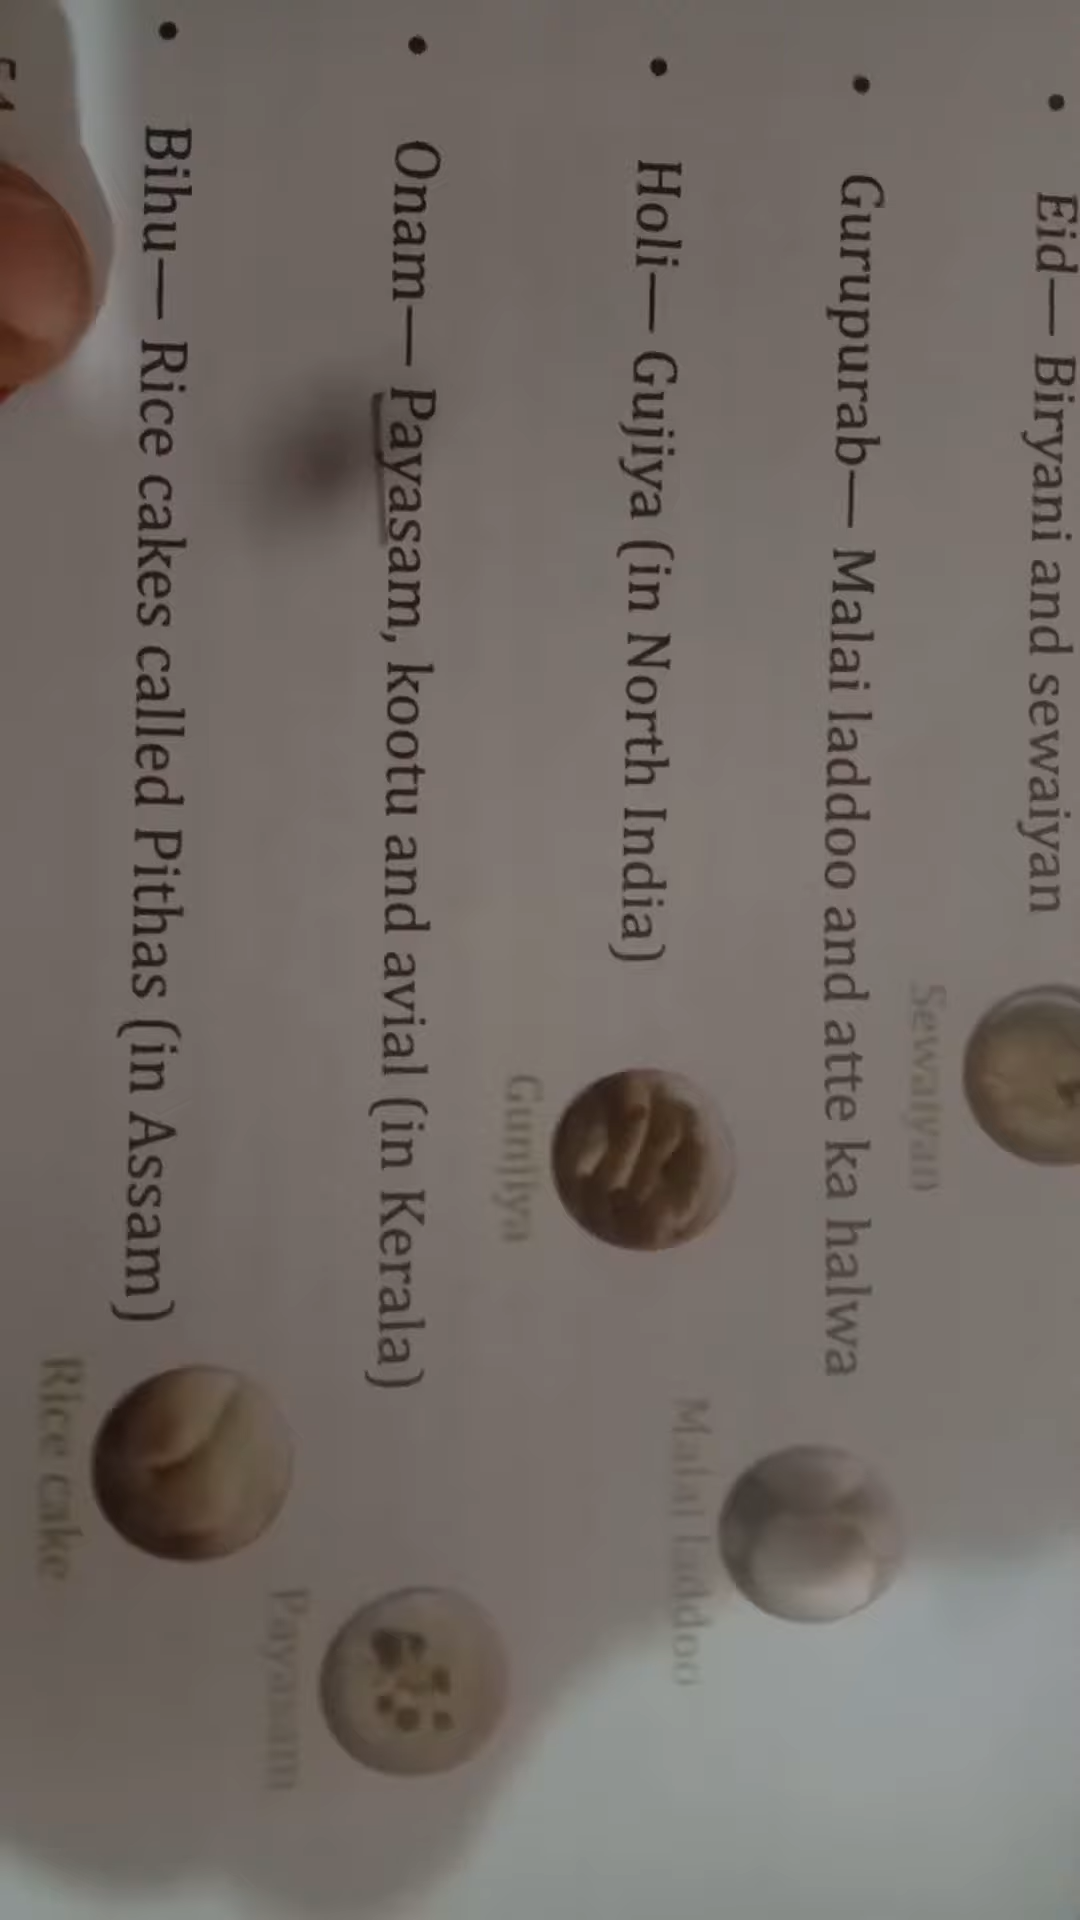 • Eid— Biryani and sewaiyan
Sewaiyan
• Gurupurab— Malai laddoo and atte ka halwa
Malai laddoo
• Holi— Gujiya (in North India)
Gunjiya
• Onam— Payasam, kootu and avial (in Kerala)
Payasam
• Bihu— Rice cakes called Pithas (in Assam)
Rice cake